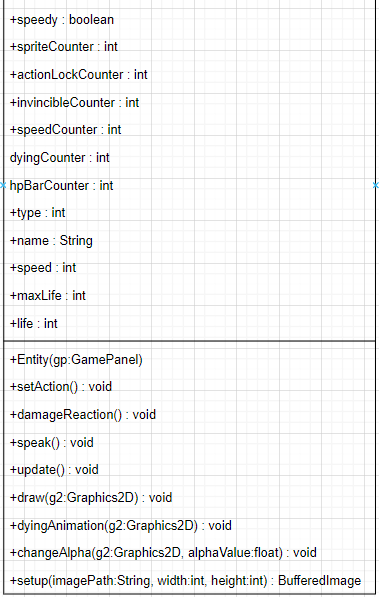 +speedy : boolean
+spriteCounter : int
+actionLockCounter : int
+invincibleCounter : int
+speedCounter : int
dyingCounter : int
hpBarCounter : int
+type : int
+name : String
+speed : int
+maxLife : int
+life : int
+Entity(gp:GamePanel)
+setAction() : void
+damageReaction() : void
+speak() : void
+update() : void
+draw(g2:Graphics2D) : void
+dyingAnimation(g2:Graphics2D) : void
+changeAlpha(g2:Graphics2D, alphaValue:float) : void
+setup(imagePath:String, width:int, height:int) : BufferedImage